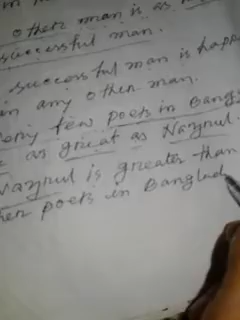 other man is as
successful man.
successful man is happ
any other man.
few poets in Bang
as great as Nazrul.
Nazrul is greater than
poets in Banglad